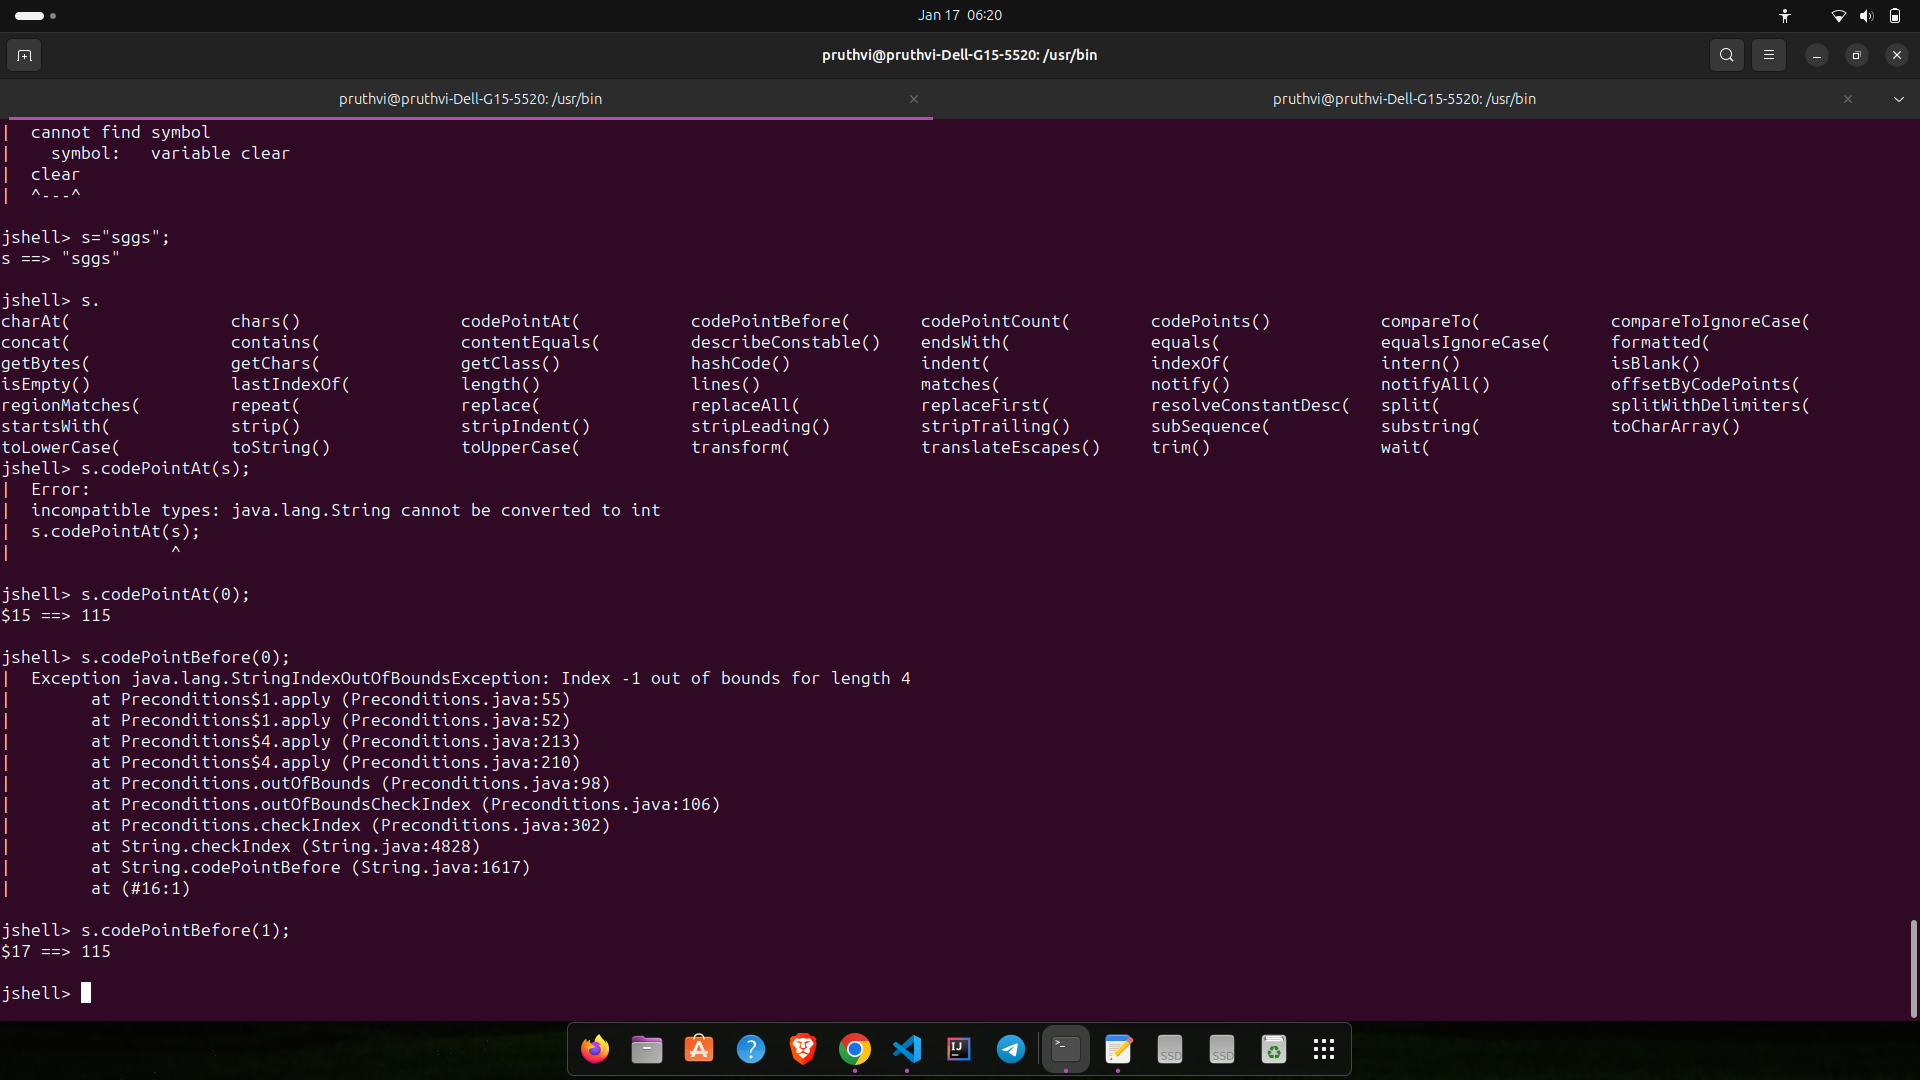 Jan 17  06:20
pruthvi@pruthvi-Dell-G15-5520: /usr/bin
pruthvi@pruthvi-Dell-G15-5520: /usr/bin
pruthvi@pruthvi-Dell-G15-5520: /usr/bin
|  cannot find symbol
|    symbol:   variable clear
|  clear
|  ^---^
jshell> s="sggs";
s ==> "sggs"
jshell> s.
charAt(                chars()                codePointAt(           codePointBefore(       codePointCount(        codePoints()           compareTo(             compareToIgnoreCase(
concat(                contains(              contentEquals(         describeConstable()    endsWith(              equals(                equalsIgnoreCase(      formatted(
getBytes(              getChars(              getClass()             hashCode()             indent(                indexOf(               intern()               isBlank()
isEmpty()              lastIndexOf(           length()               lines()                matches(               notify()               notifyAll()            offsetByCodePoints(
regionMatches(         repeat(                replace(               replaceAll(            replaceFirst(          resolveConstantDesc(   split(                 splitWithDelimiters(
startsWith(            strip()                stripIndent()          stripLeading()         stripTrailing()        subSequence(           substring(             toCharArray()
toLowerCase(           toString()             toUpperCase(           transform(             translateEscapes()     trim()                 wait(
jshell> s.codePointAt(s);
|  Error:
|  incompatible types: java.lang.String cannot be converted to int
|  s.codePointAt(s);
|                ^
jshell> s.codePointAt(0);
$15 ==> 115
jshell> s.codePointBefore(0);
|  Exception java.lang.StringIndexOutOfBoundsException: Index -1 out of bounds for length 4
|        at Preconditions$1.apply (Preconditions.java:55)
|        at Preconditions$1.apply (Preconditions.java:52)
|        at Preconditions$4.apply (Preconditions.java:213)
|        at Preconditions$4.apply (Preconditions.java:210)
|        at Preconditions.outOfBounds (Preconditions.java:98)
|        at Preconditions.outOfBoundsCheckIndex (Preconditions.java:106)
|        at Preconditions.checkIndex (Preconditions.java:302)
|        at String.checkIndex (String.java:4828)
|        at String.codePointBefore (String.java:1617)
|        at (#16:1)
jshell> s.codePointBefore(1);
$17 ==> 115
jshell>
IJ
>_
SSD
SSD